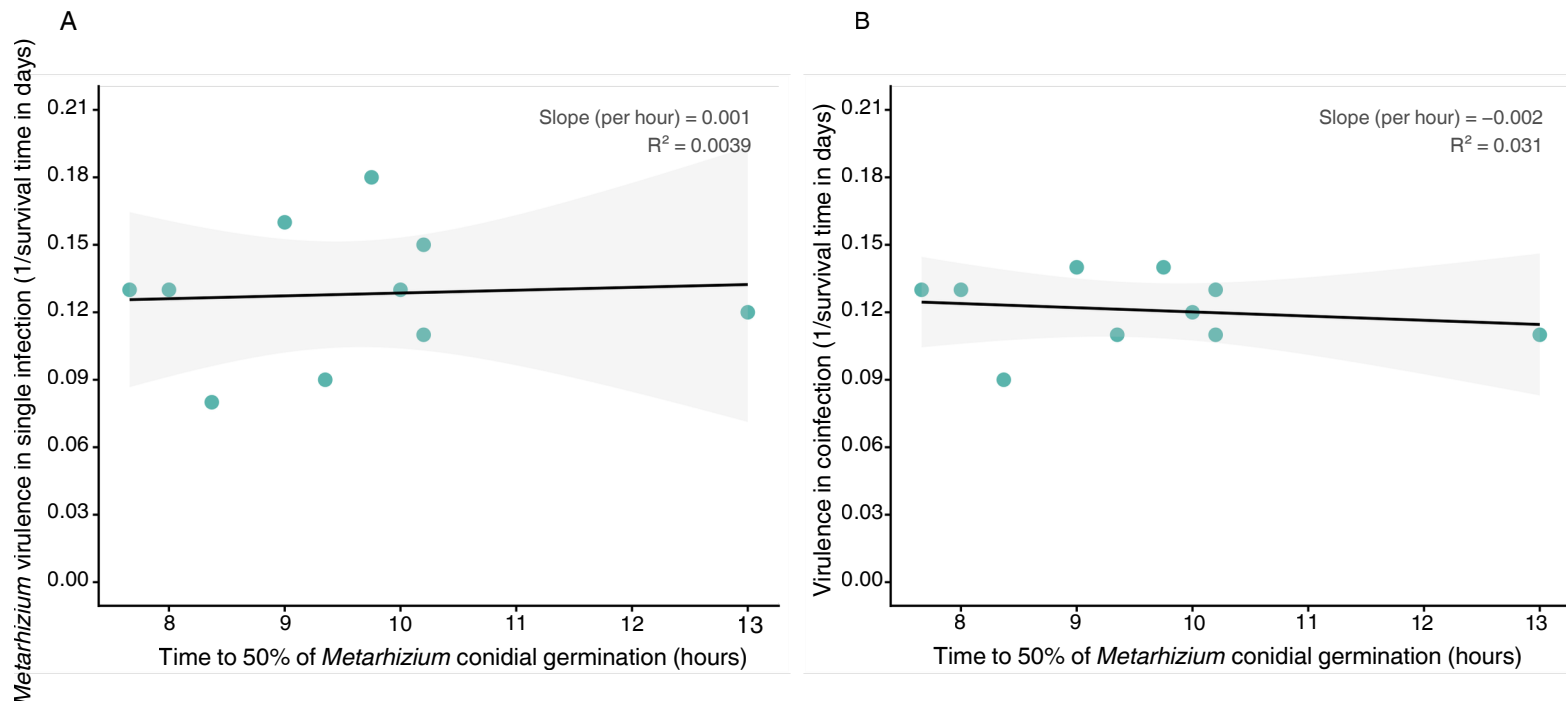 A
Metarhizium virulence in single infection (1/survival time in days)
0.21
0.18
0.15
0.12
0.09
0.06
0.03
0.00
Slope (per hour) = 0.001
R² = 0.0039
8 9 10 11 12 13
Time to 50% of Metarhizium conidial germination (hours)
B
Virulence in coinfection (1/survival time in days)
0.21
0.18
0.15
0.12
0.09
0.06
0.03
0.00
Slope (per hour) = −0.002
R² = 0.031
8 9 10 11 12 13
Time to 50% of Metarhizium conidial germination (hours)